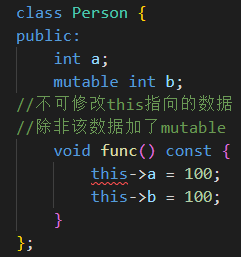 class Person {
public:
    int a;
    mutable int b;
//不可修改this指向的数据
//除非该数据加了mutable
    void func() const {
        this->a = 100;
        this->b = 100;
    }
};